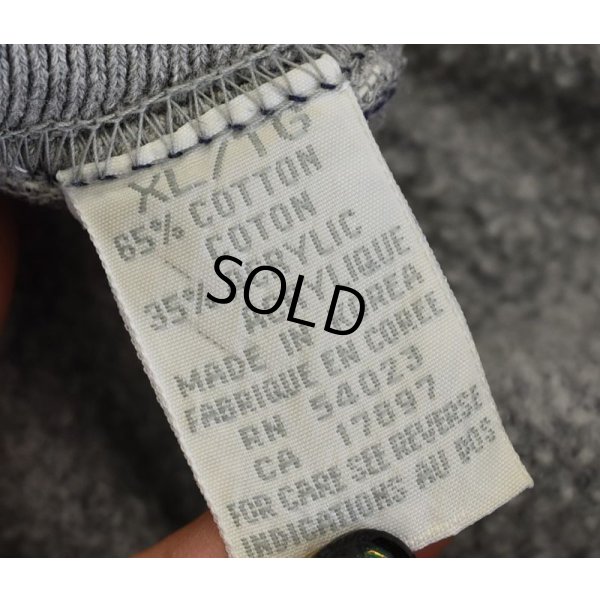 XL/TG
65% COTTON
COTON
35% ACRYLIC
ACRYLIQUE
MADE IN KOREA
FABRIQUE EN COREE
RN 54023
CA 17897
FOR CARE SEE REVERSE
INDICATIONS AU DOS
SOLD